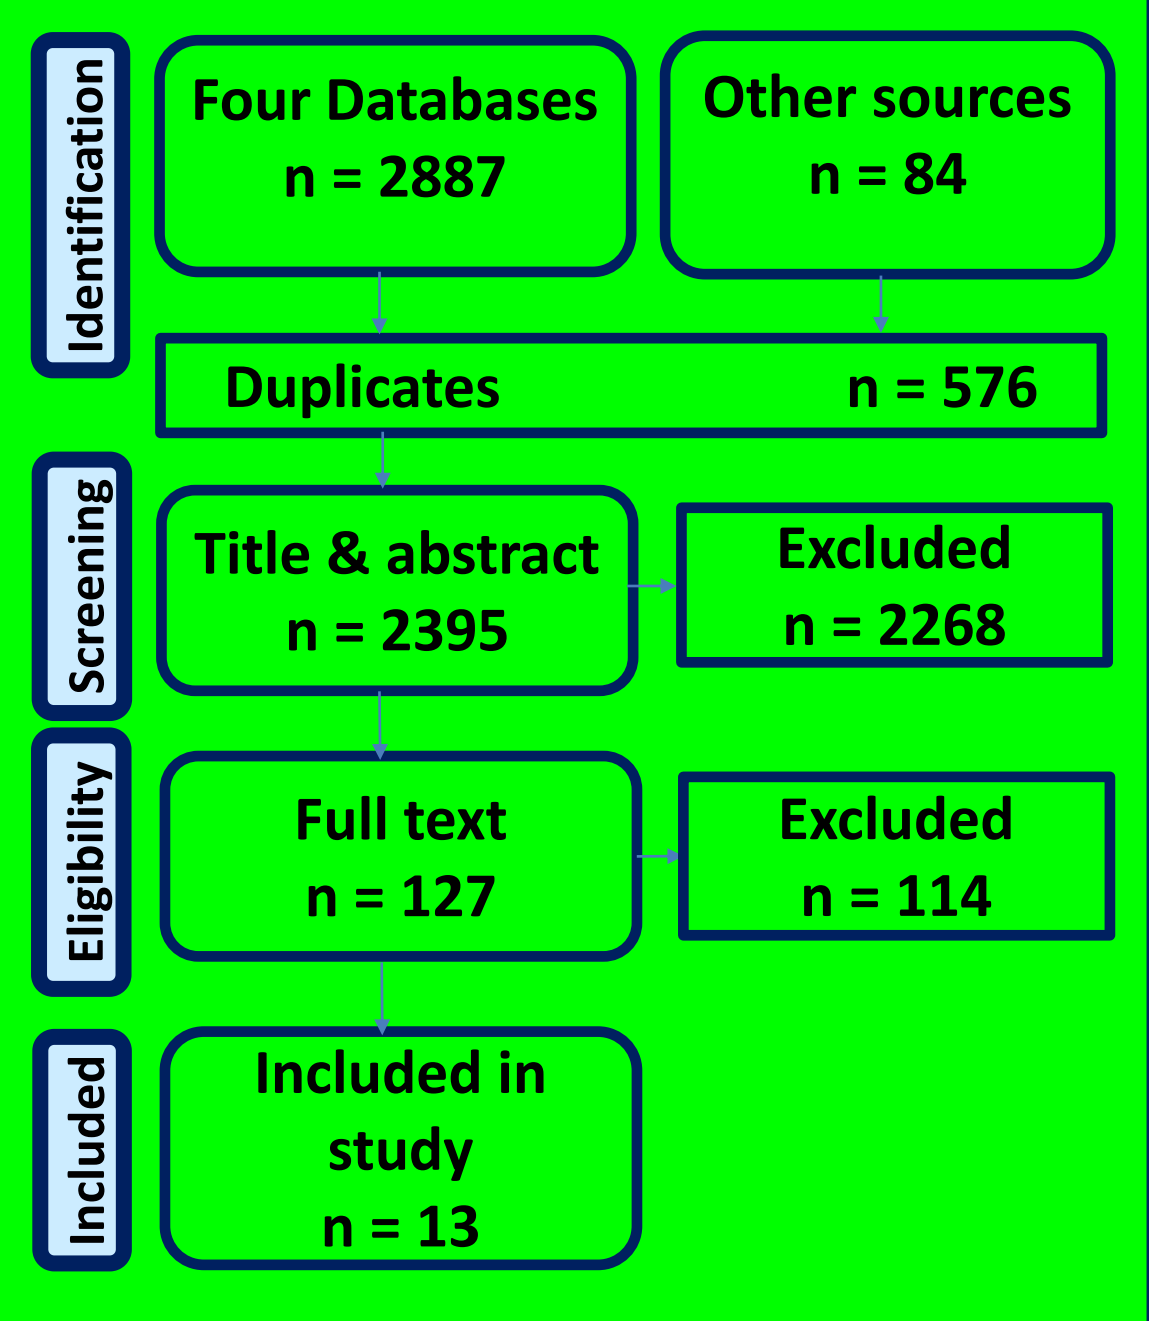 Identification
Four Databases
n = 2887
Other sources
n = 84
Duplicates n = 576
Screening
Title & abstract
n = 2395
Excluded
n = 2268
Eligibility
Full text
n = 127
Excluded
n = 114
Included
Included in
study
n = 13